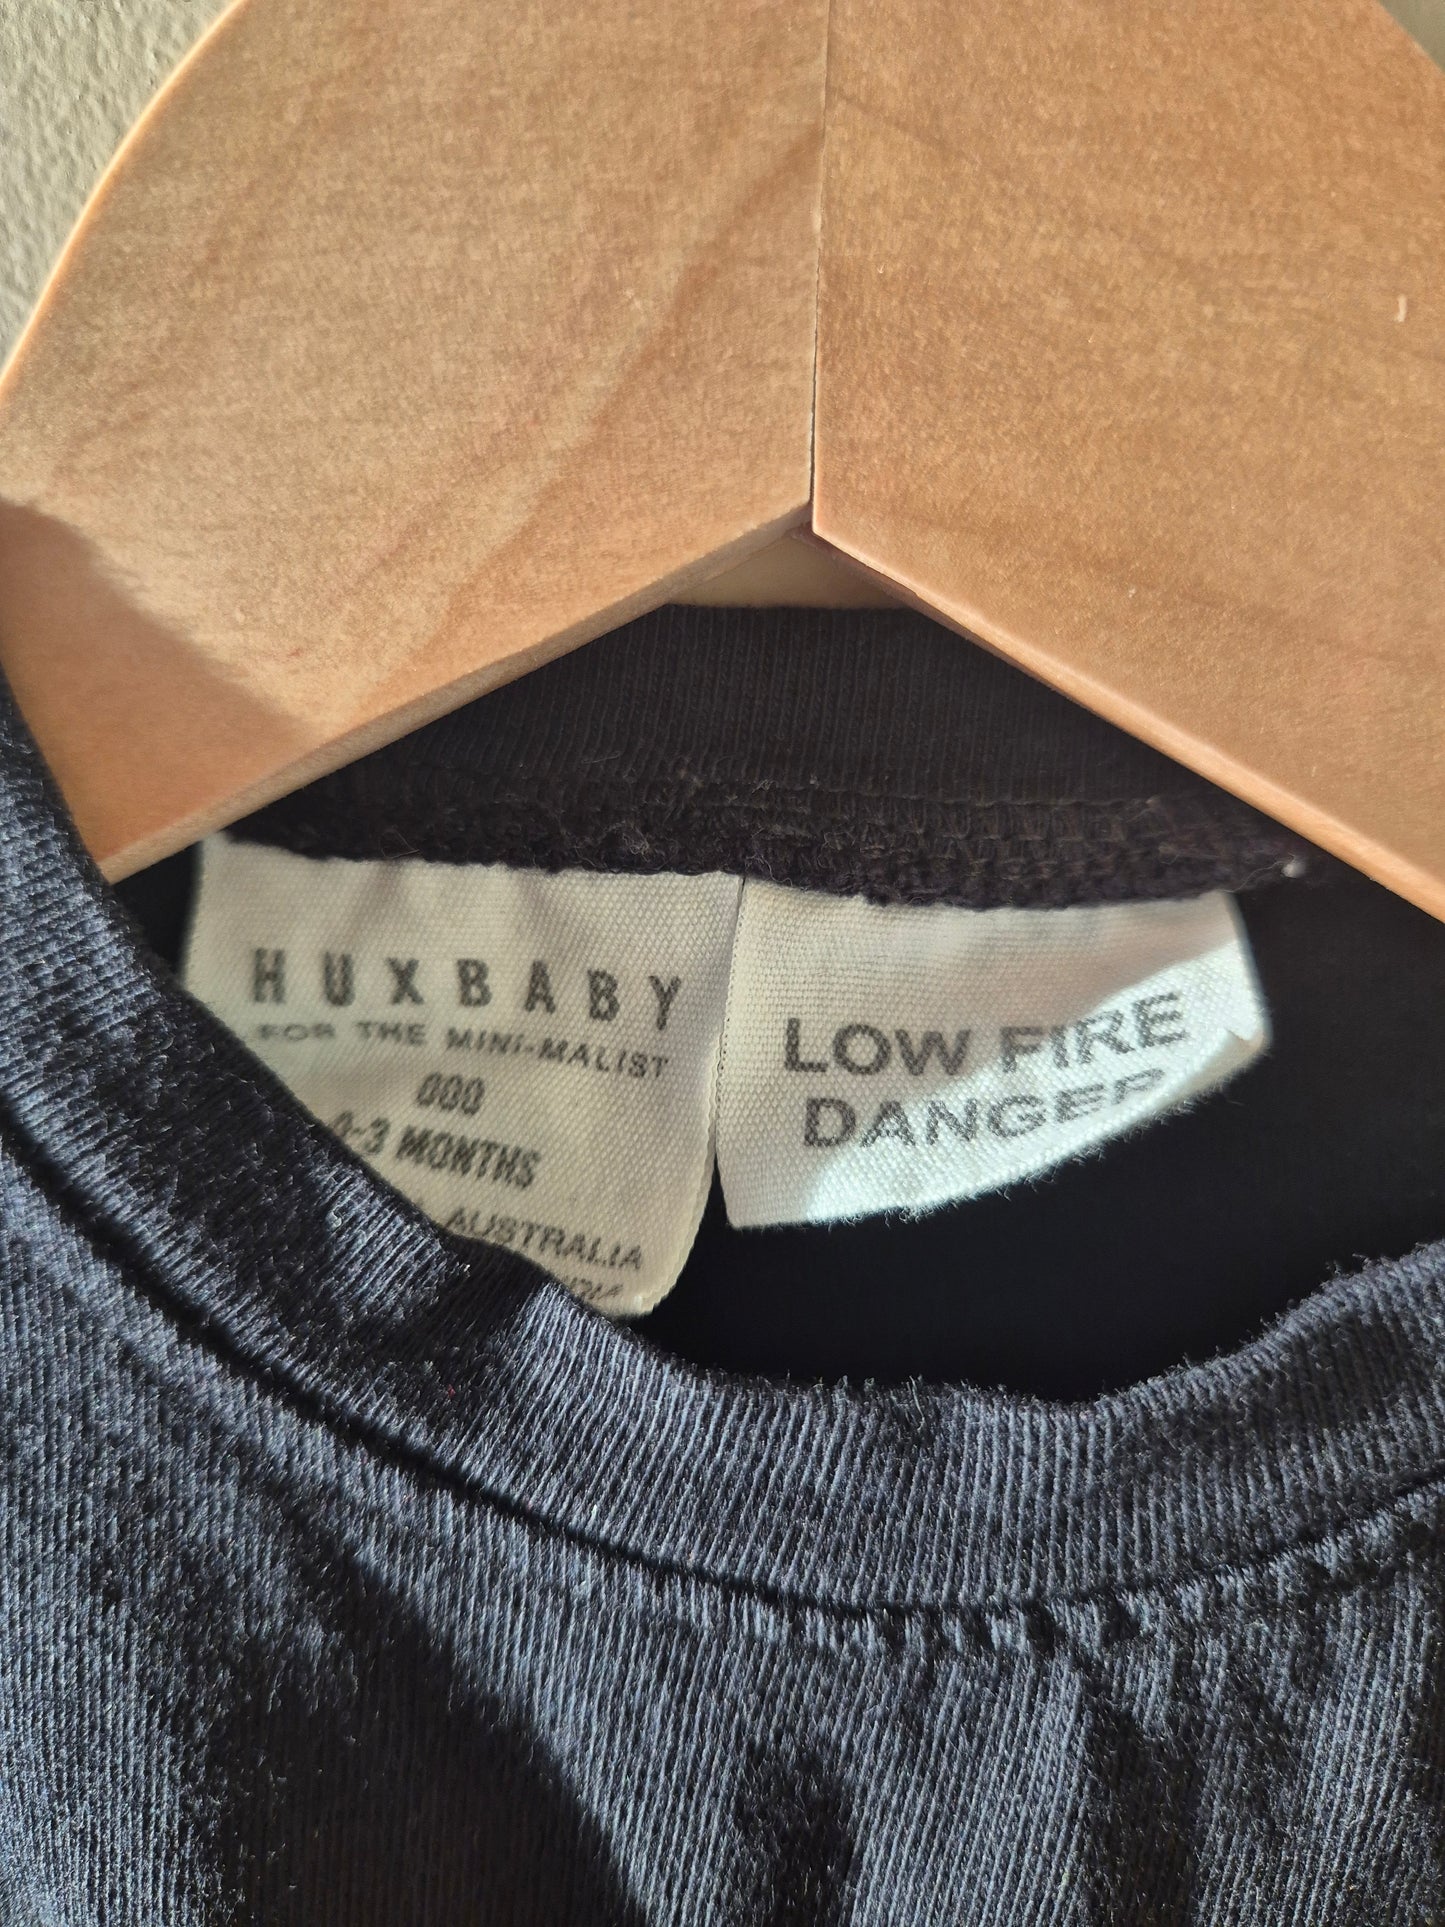 HUXBABY
FOR THE MINI-MALIST
000
0-3 MONTHS
AUSTRALIA
LOW FIRE
DANGER